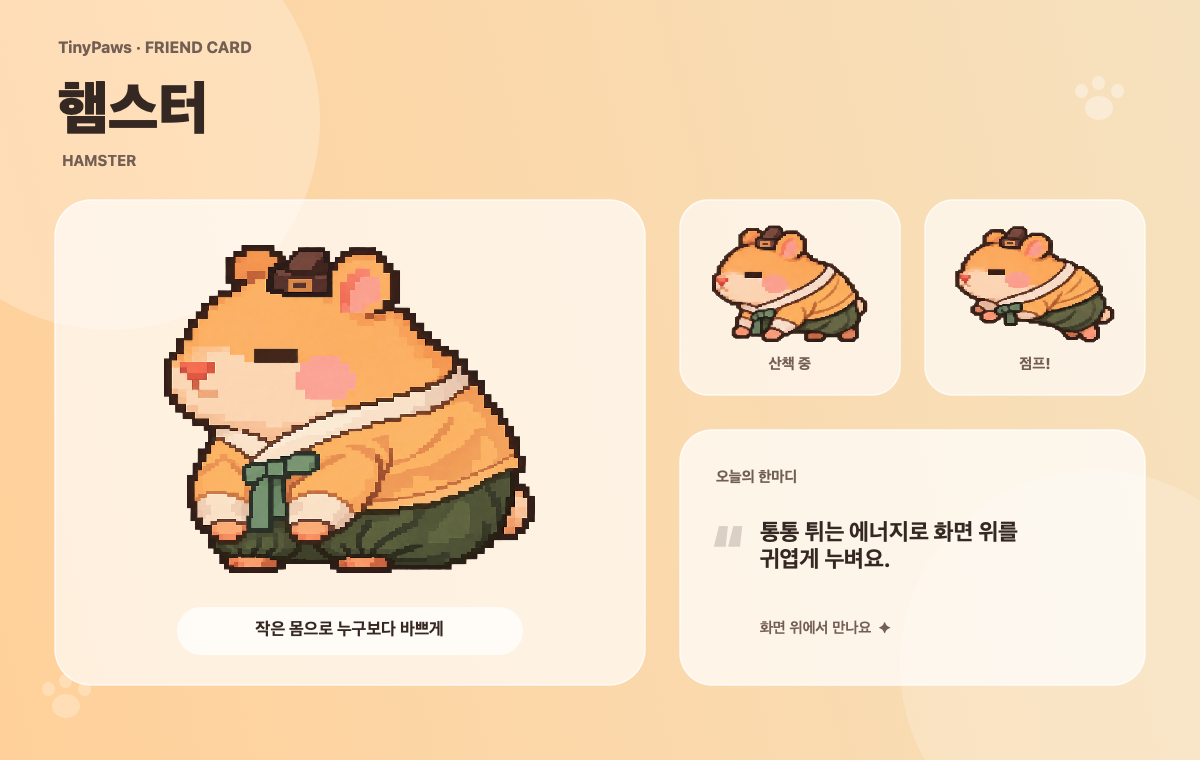 TinyPaws · FRIEND CARD
햄스터
HAMSTER
산책 중
점프!
작은 몸으로 누구보다 바쁘게
오늘의 한마디
통통 튀는 에너지로 화면 위를
귀엽게 누벼요.
화면 위에서 만나요 ✦